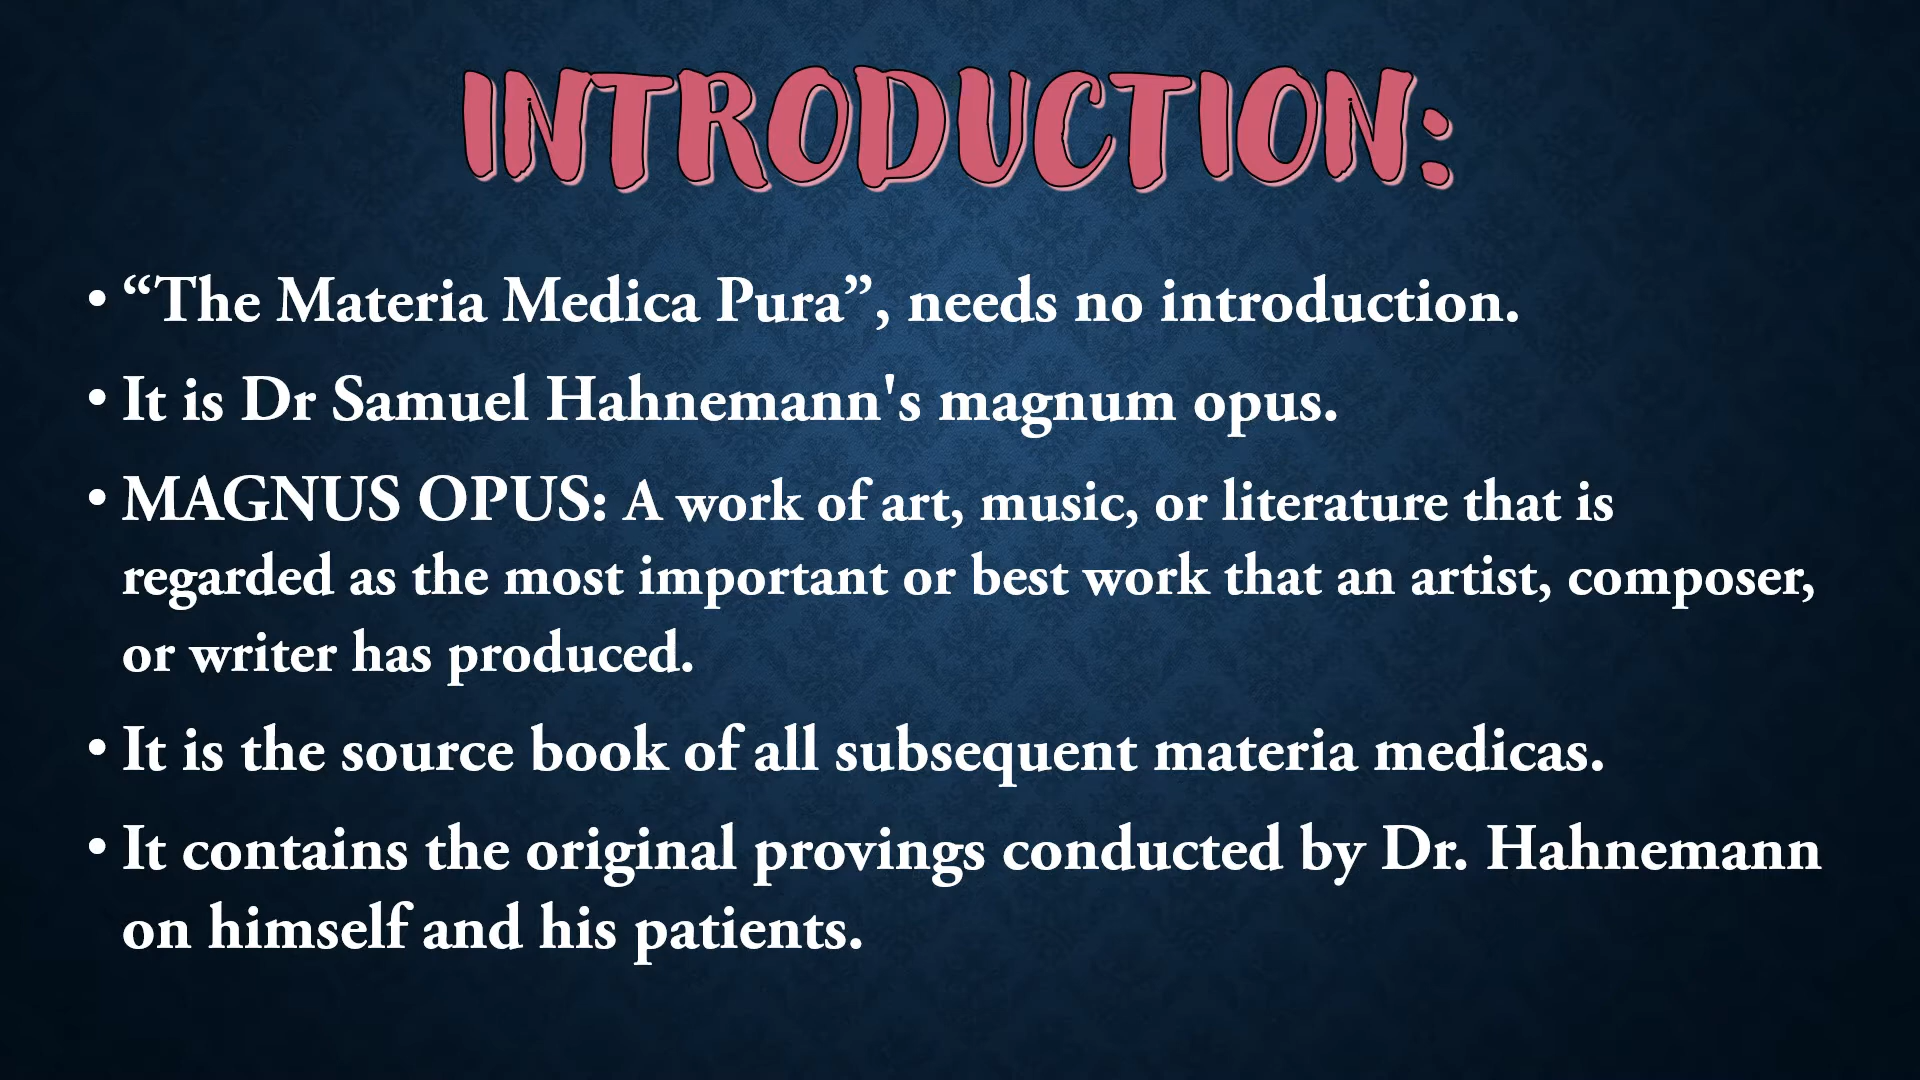 INTRODUCTION:
• “The Materia Medica Pura”, needs no introduction.
• It is Dr Samuel Hahnemann's magnum opus.
• MAGNUS OPUS: A work of art, music, or literature that is
regarded as the most important or best work that an artist, composer,
or writer has produced.
• It is the source book of all subsequent materia medicas.
• It contains the original provings conducted by Dr. Hahnemann
on himself and his patients.